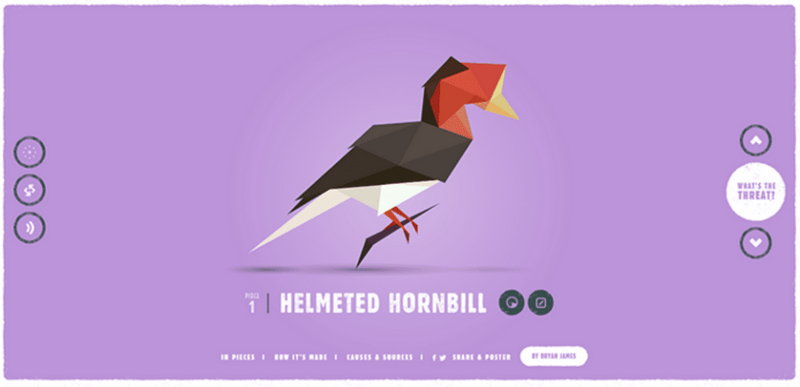 WHAT'S THE
THREAT?
PIECE
1
HELMETED HORNBILL
IN PIECES | HOW IT'S MADE | CAUSES & SOURCES | SHARE & POSTER BY BRYAN JAMES